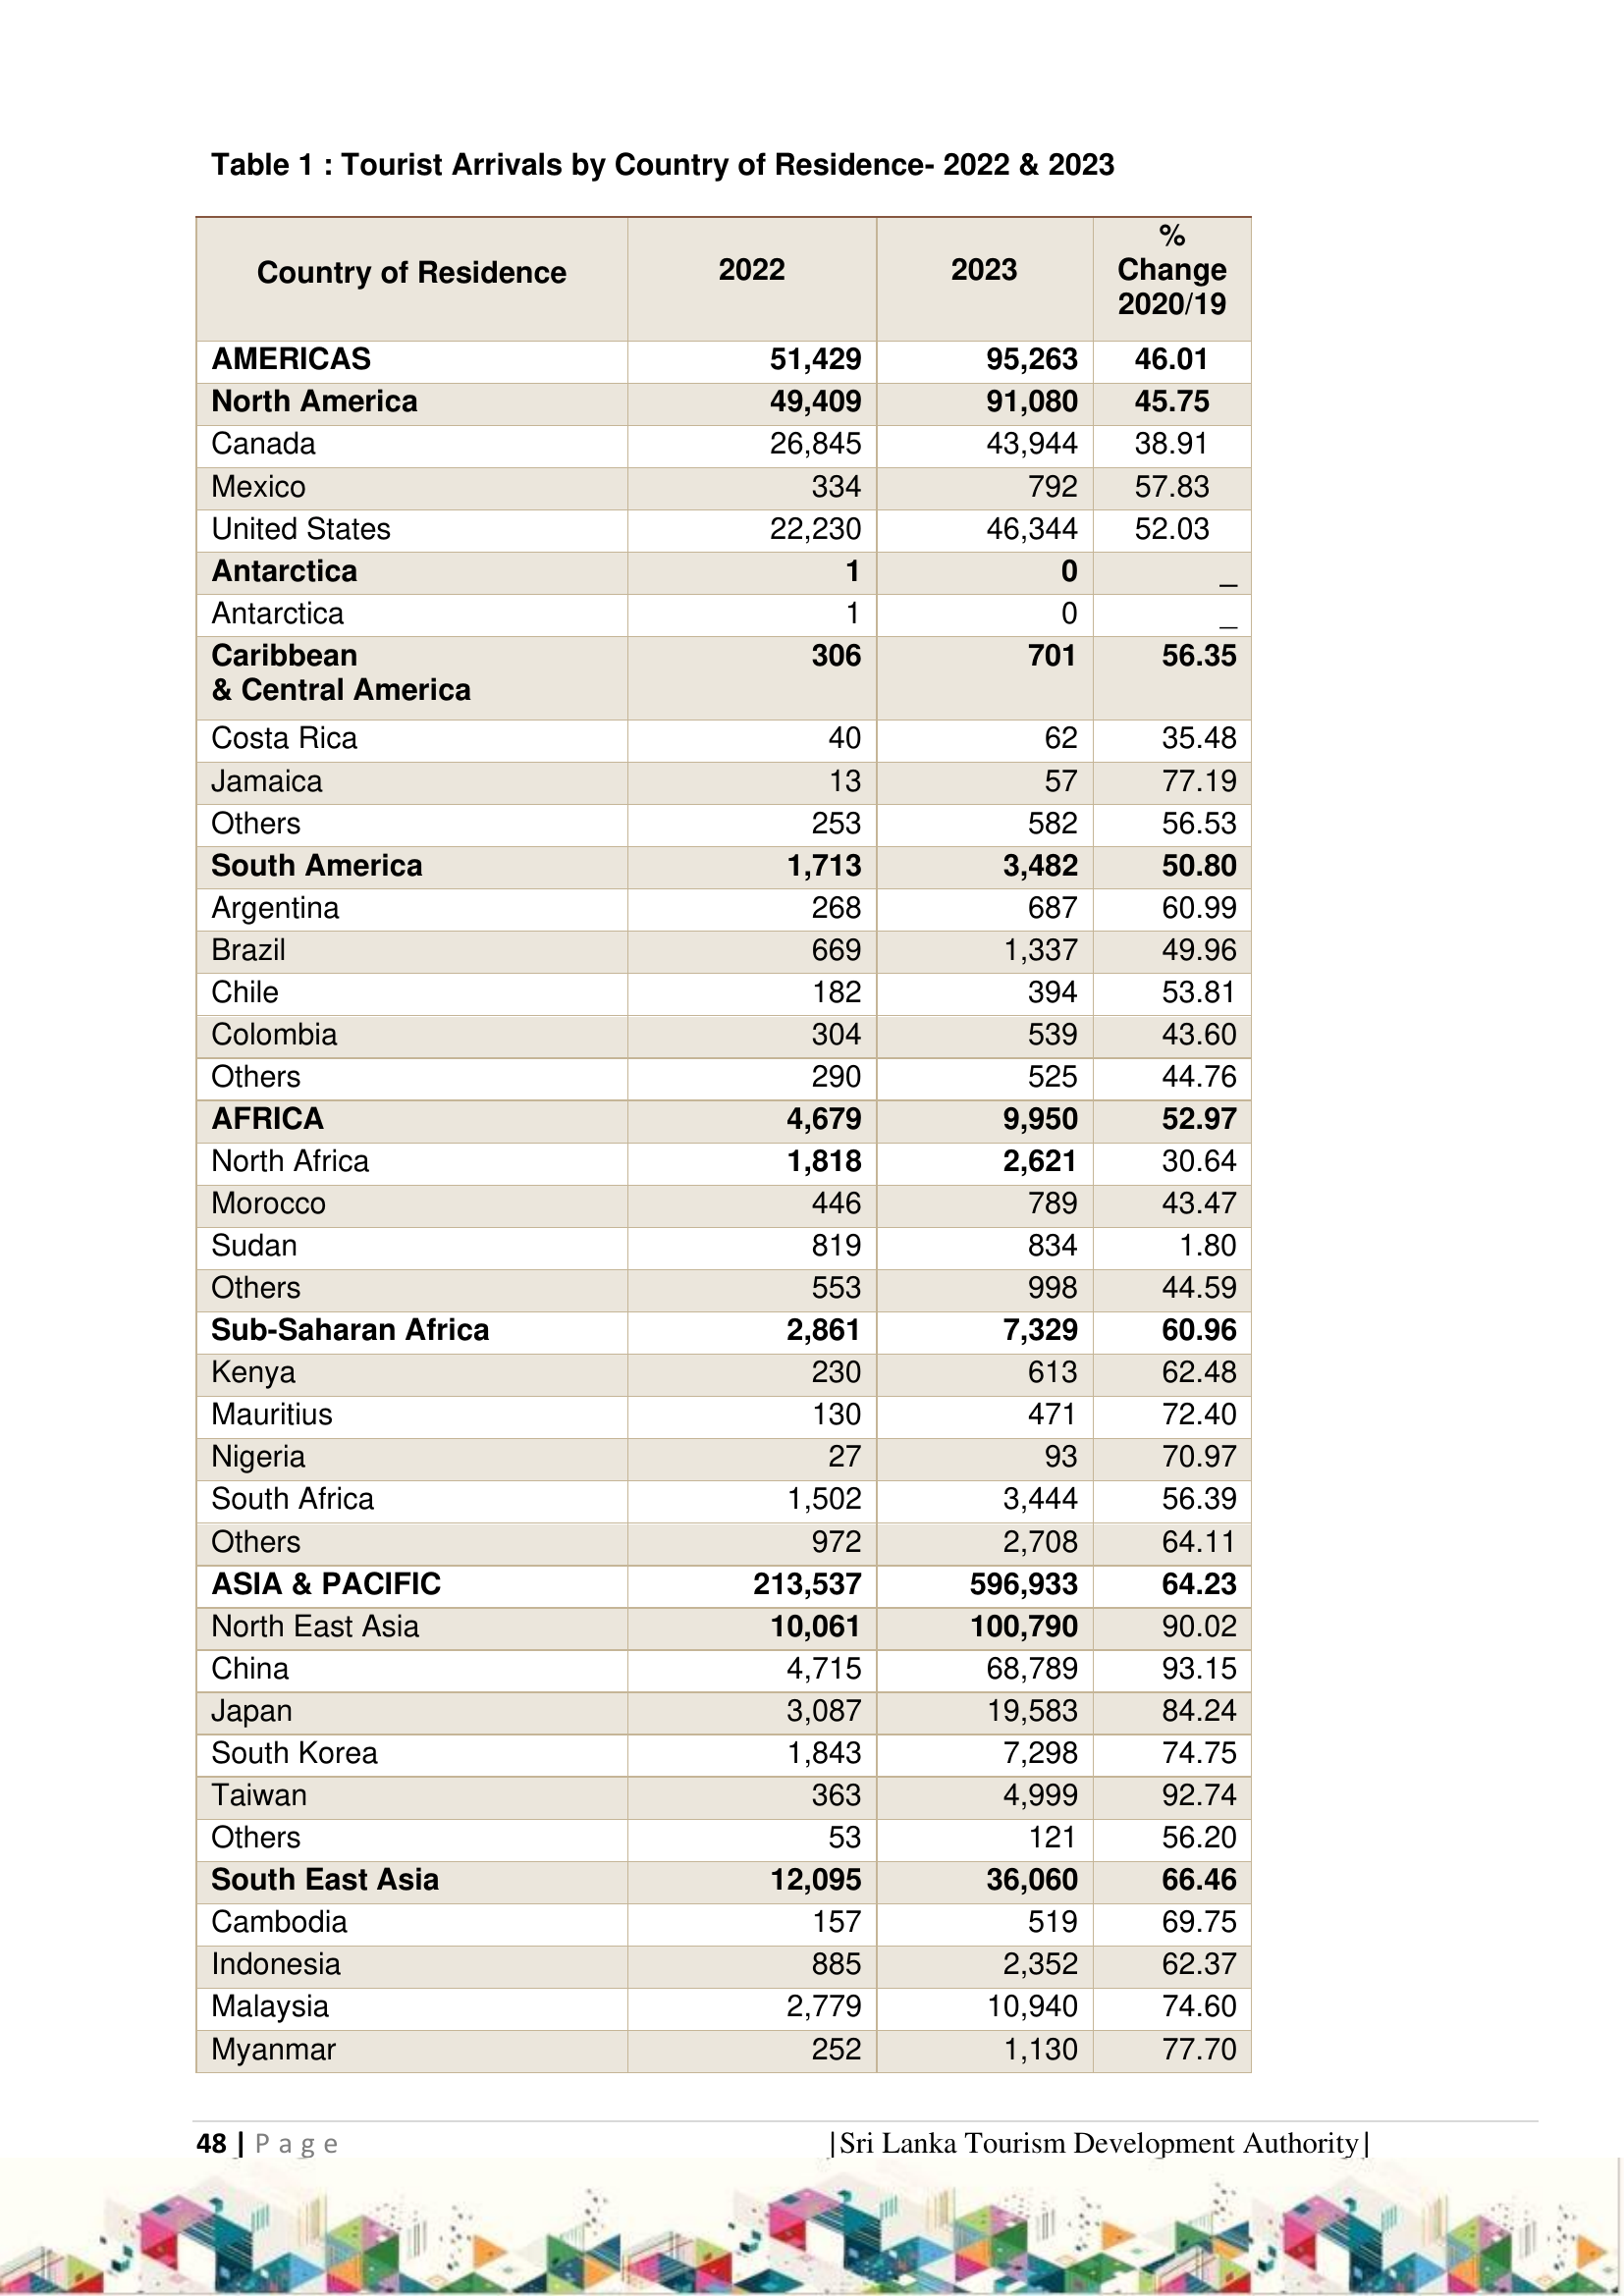 Table 1 : Tourist Arrivals by Country of Residence- 2022 & 2023
Country of Residence 2022 2023 % Change 2020/19
AMERICAS 51,429 95,263 46.01
North America 49,409 91,080 45.75
Canada 26,845 43,944 38.91
Mexico 334 792 57.83
United States 22,230 46,344 52.03
Antarctica 1 0 _
Antarctica 1 0 _
Caribbean 306 701 56.35
& Central America
Costa Rica 40 62 35.48
Jamaica 13 57 77.19
Others 253 582 56.53
South America 1,713 3,482 50.80
Argentina 268 687 60.99
Brazil 669 1,337 49.96
Chile 182 394 53.81
Colombia 304 539 43.60
Others 290 525 44.76
AFRICA 4,679 9,950 52.97
North Africa 1,818 2,621 30.64
Morocco 446 789 43.47
Sudan 819 834 1.80
Others 553 998 44.59
Sub-Saharan Africa 2,861 7,329 60.96
Kenya 230 613 62.48
Mauritius 130 471 72.40
Nigeria 27 93 70.97
South Africa 1,502 3,444 56.39
Others 972 2,708 64.11
ASIA & PACIFIC 213,537 596,933 64.23
North East Asia 10,061 100,790 90.02
China 4,715 68,789 93.15
Japan 3,087 19,583 84.24
South Korea 1,843 7,298 74.75
Taiwan 363 4,999 92.74
Others 53 121 56.20
South East Asia 12,095 36,060 66.46
Cambodia 157 519 69.75
Indonesia 885 2,352 62.37
Malaysia 2,779 10,940 74.60
Myanmar 252 1,130 77.70
48 | Page |Sri Lanka Tourism Development Authority|